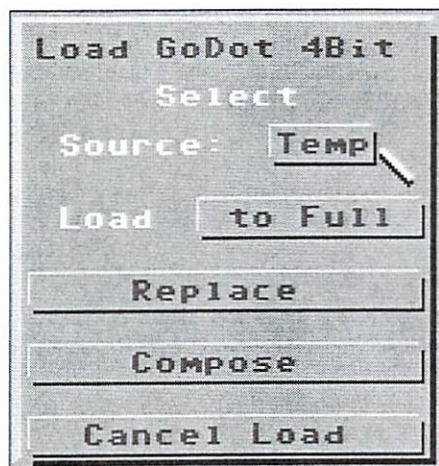 Load GoDot 4Bit
Select
Source: Temp
Load to Full
Replace
Compose
Cancel Load